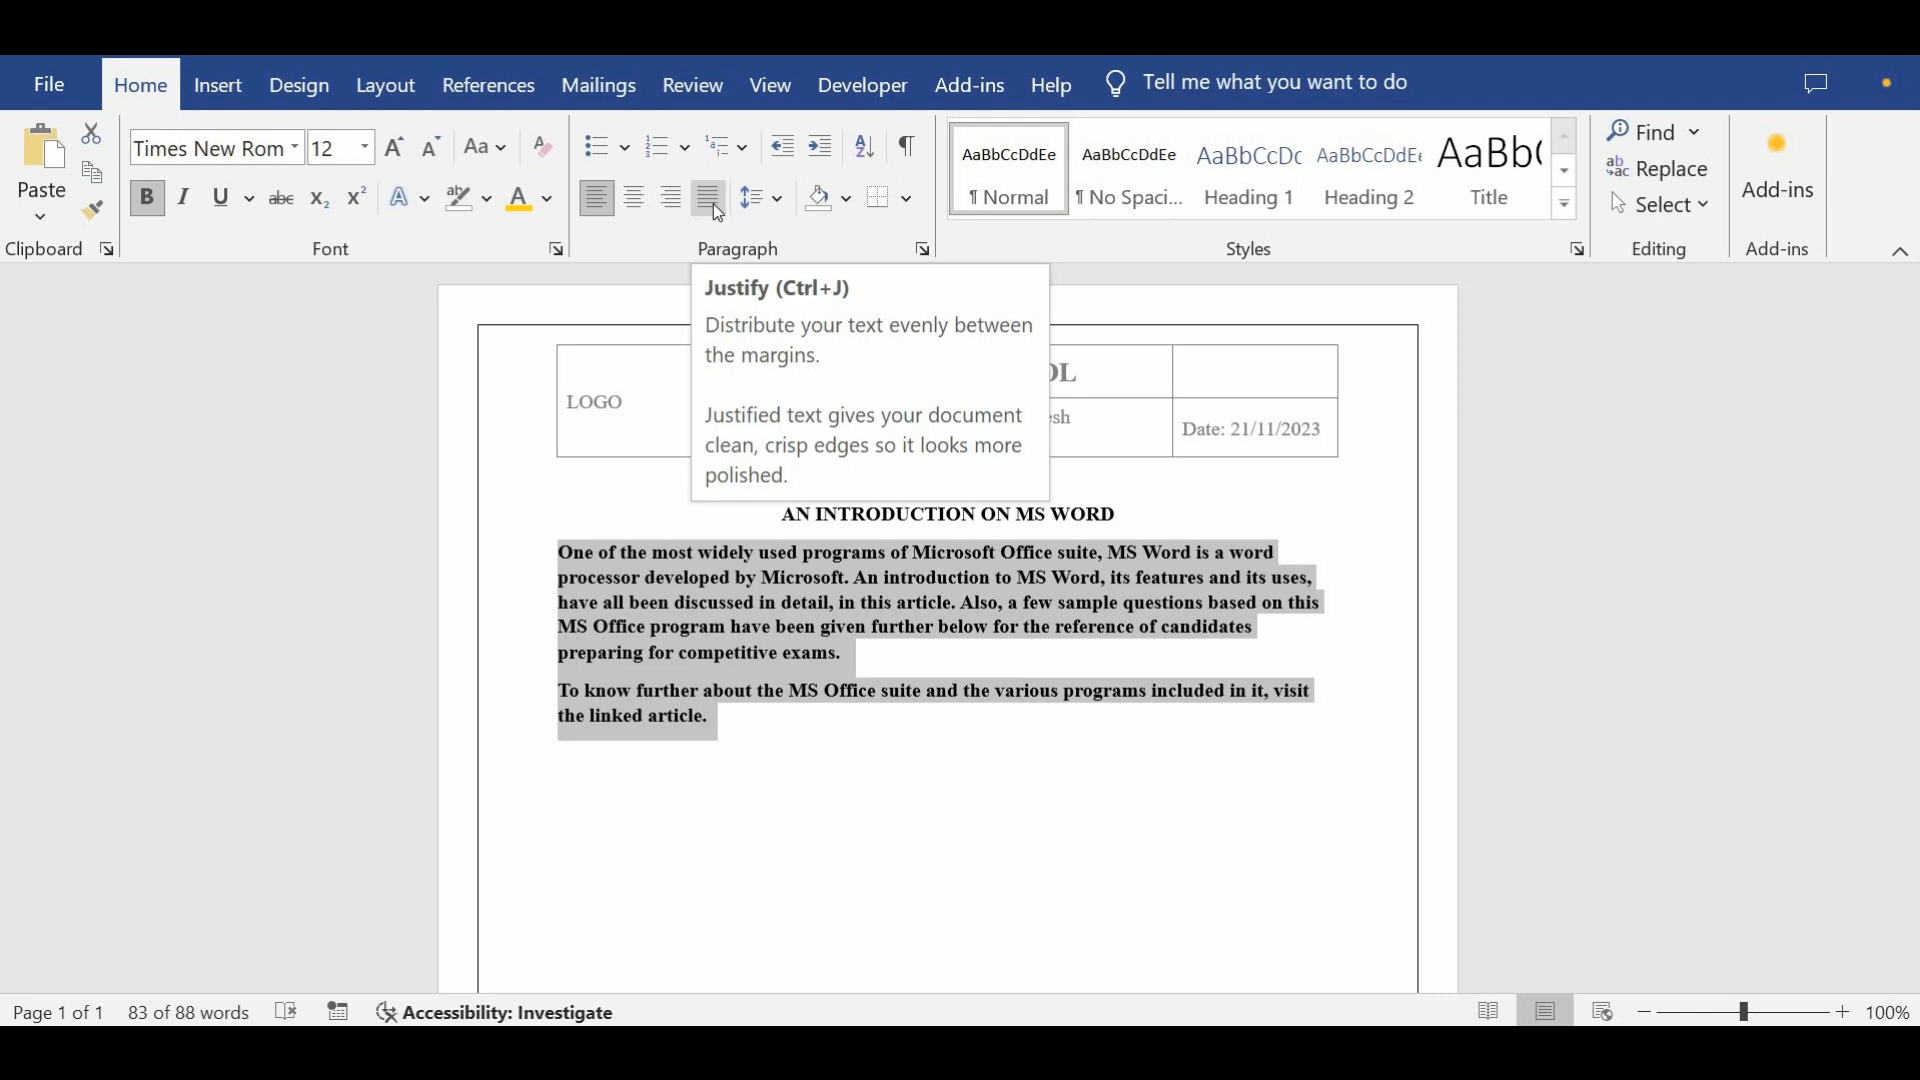 File Home Insert Design Layout References Mailings Review View Developer Add-ins Help Tell me what you want to do
Paste
Clipboard
Times New Rom 12 Aa
B I U abc x₂ x² A ab A
Font
Paragraph
AaBbCcDdEe AaBbCcDdEe AaBbCcDc AaBbCcDdEe AaBb(
¶ Normal ¶ No Spaci... Heading 1 Heading 2 Title
Styles
Find
Replace
Select
Editing
Add-ins
Add-ins
Justify (Ctrl+J)
Distribute your text evenly between
the margins.
Justified text gives your document
clean, crisp edges so it looks more
polished.
LOGO
OL
esh
Date: 21/11/2023
AN INTRODUCTION ON MS WORD
One of the most widely used programs of Microsoft Office suite, MS Word is a word
processor developed by Microsoft. An introduction to MS Word, its features and its uses,
have all been discussed in detail, in this article. Also, a few sample questions based on this
MS Office program have been given further below for the reference of candidates
preparing for competitive exams.
To know further about the MS Office suite and the various programs included in it, visit
the linked article.
Page 1 of 1 83 of 88 words Accessibility: Investigate 100%